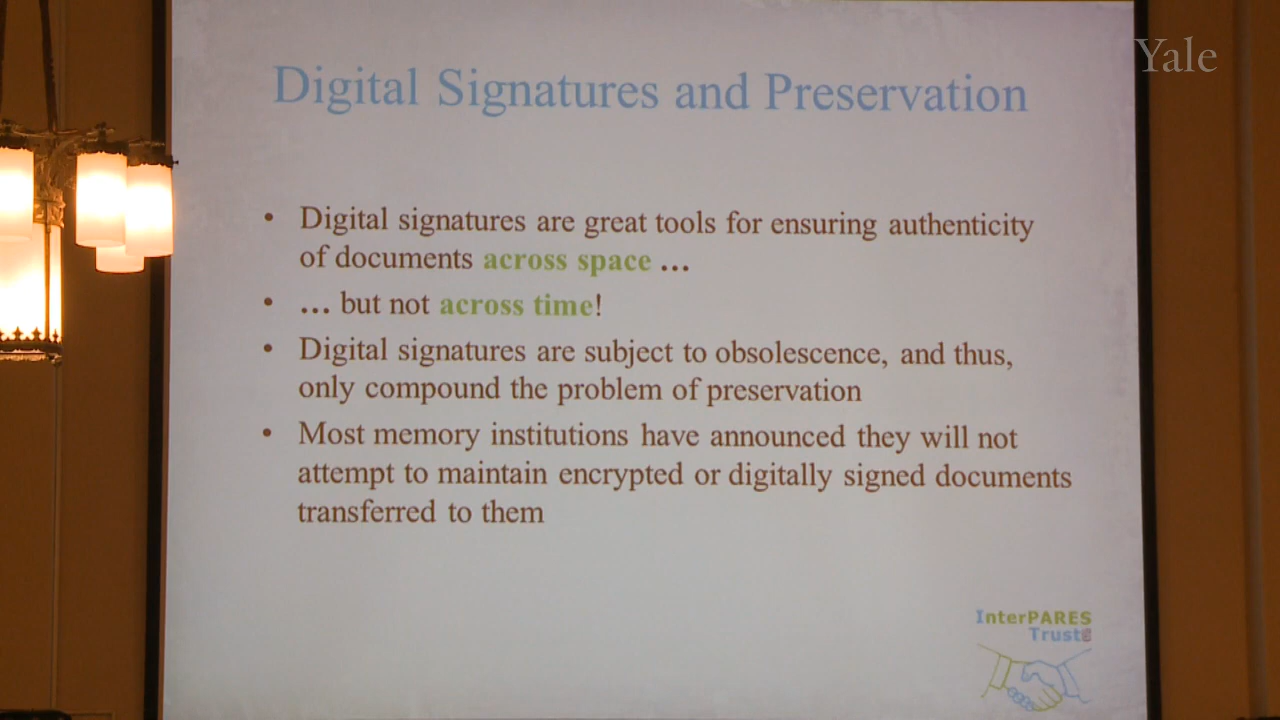 Yale
Digital Signatures and Preservation
• Digital signatures are great tools for ensuring authenticity
of documents across space ...
• ... but not across time!
• Digital signatures are subject to obsolescence, and thus,
only compound the problem of preservation
• Most memory institutions have announced they will not
attempt to maintain encrypted or digitally signed documents
transferred to them
InterPARES
Trust